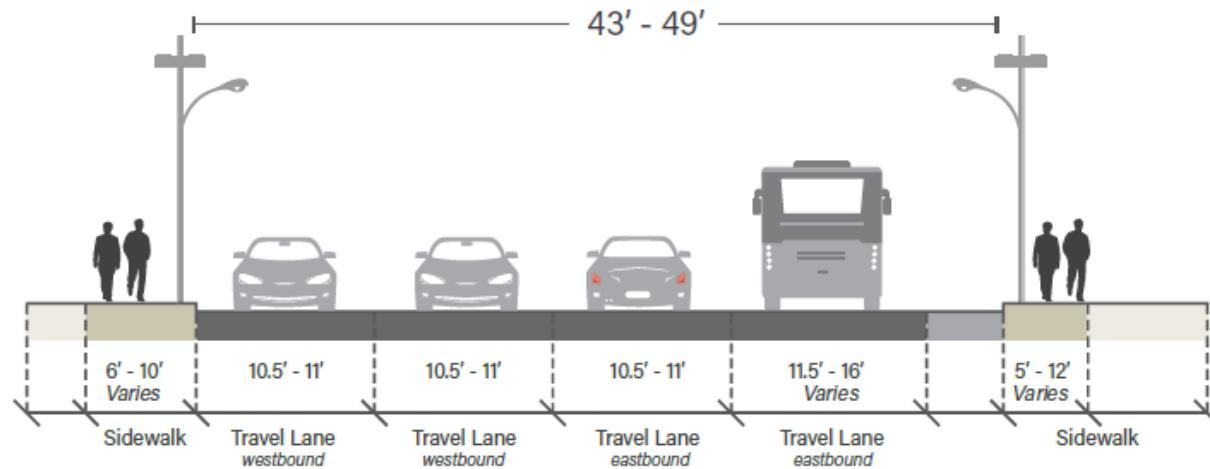 43′ - 49′
6′ - 10′
Varies
10.5′ - 11′
10.5′ - 11′
10.5′ - 11′
11.5′ - 16′
Varies
5′ - 12′
Varies
Sidewalk
Travel Lane
westbound
Travel Lane
westbound
Travel Lane
eastbound
Travel Lane
eastbound
Sidewalk